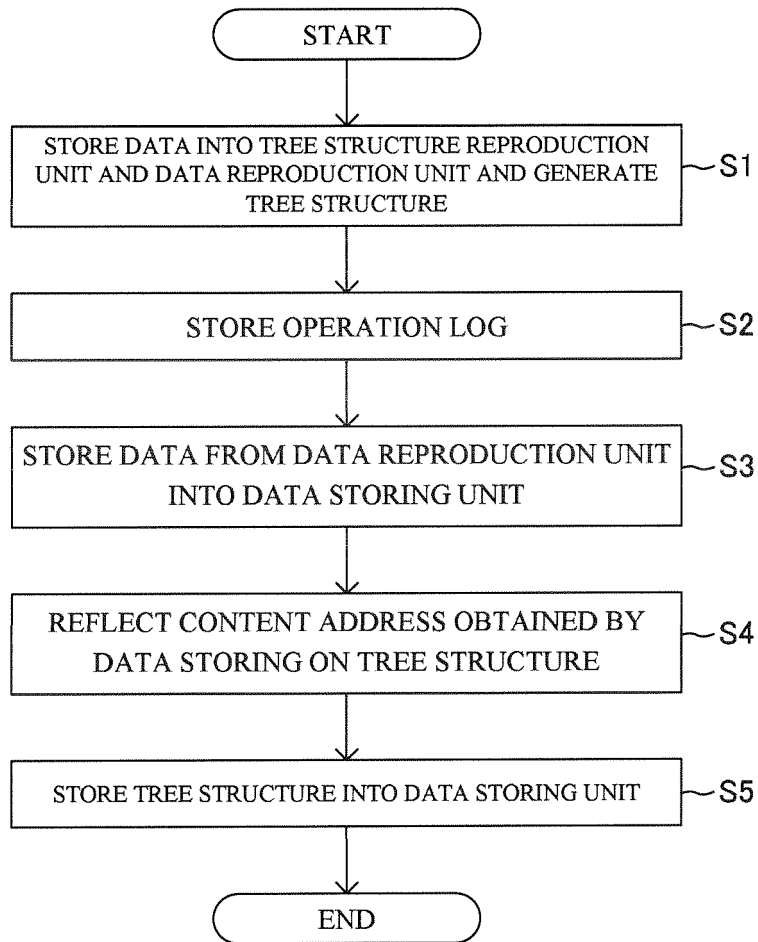 START
STORE DATA INTO TREE STRUCTURE REPRODUCTION
UNIT AND DATA REPRODUCTION UNIT AND GENERATE
TREE STRUCTURE
S1
STORE OPERATION LOG
S2
STORE DATA FROM DATA REPRODUCTION UNIT
INTO DATA STORING UNIT
S3
REFLECT CONTENT ADDRESS OBTAINED BY
DATA STORING ON TREE STRUCTURE
S4
STORE TREE STRUCTURE INTO DATA STORING UNIT
S5
END